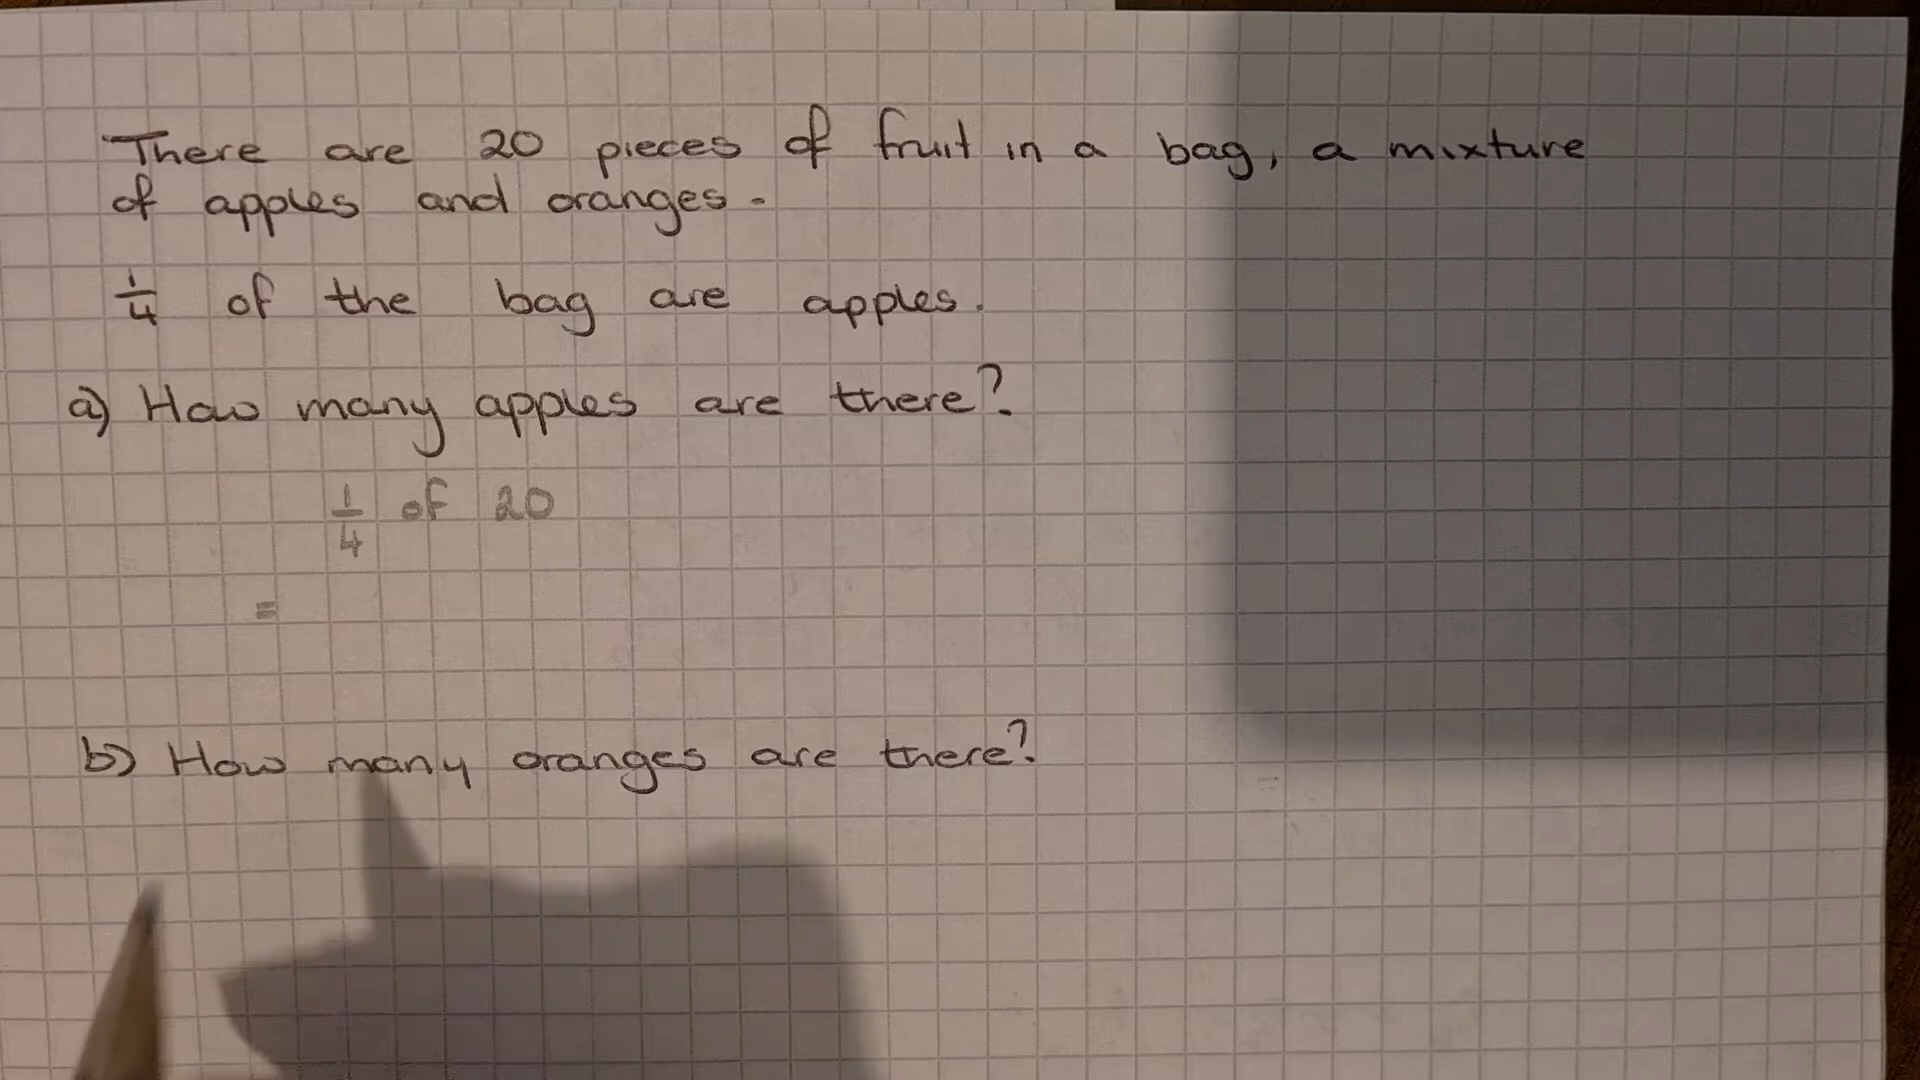 There are 20 pieces of fruit in a bag, a mixture
of apples and oranges.
1/4 of the bag are apples.
a) How many apples are there?
1/4 of 20
=
b) How many oranges are there?